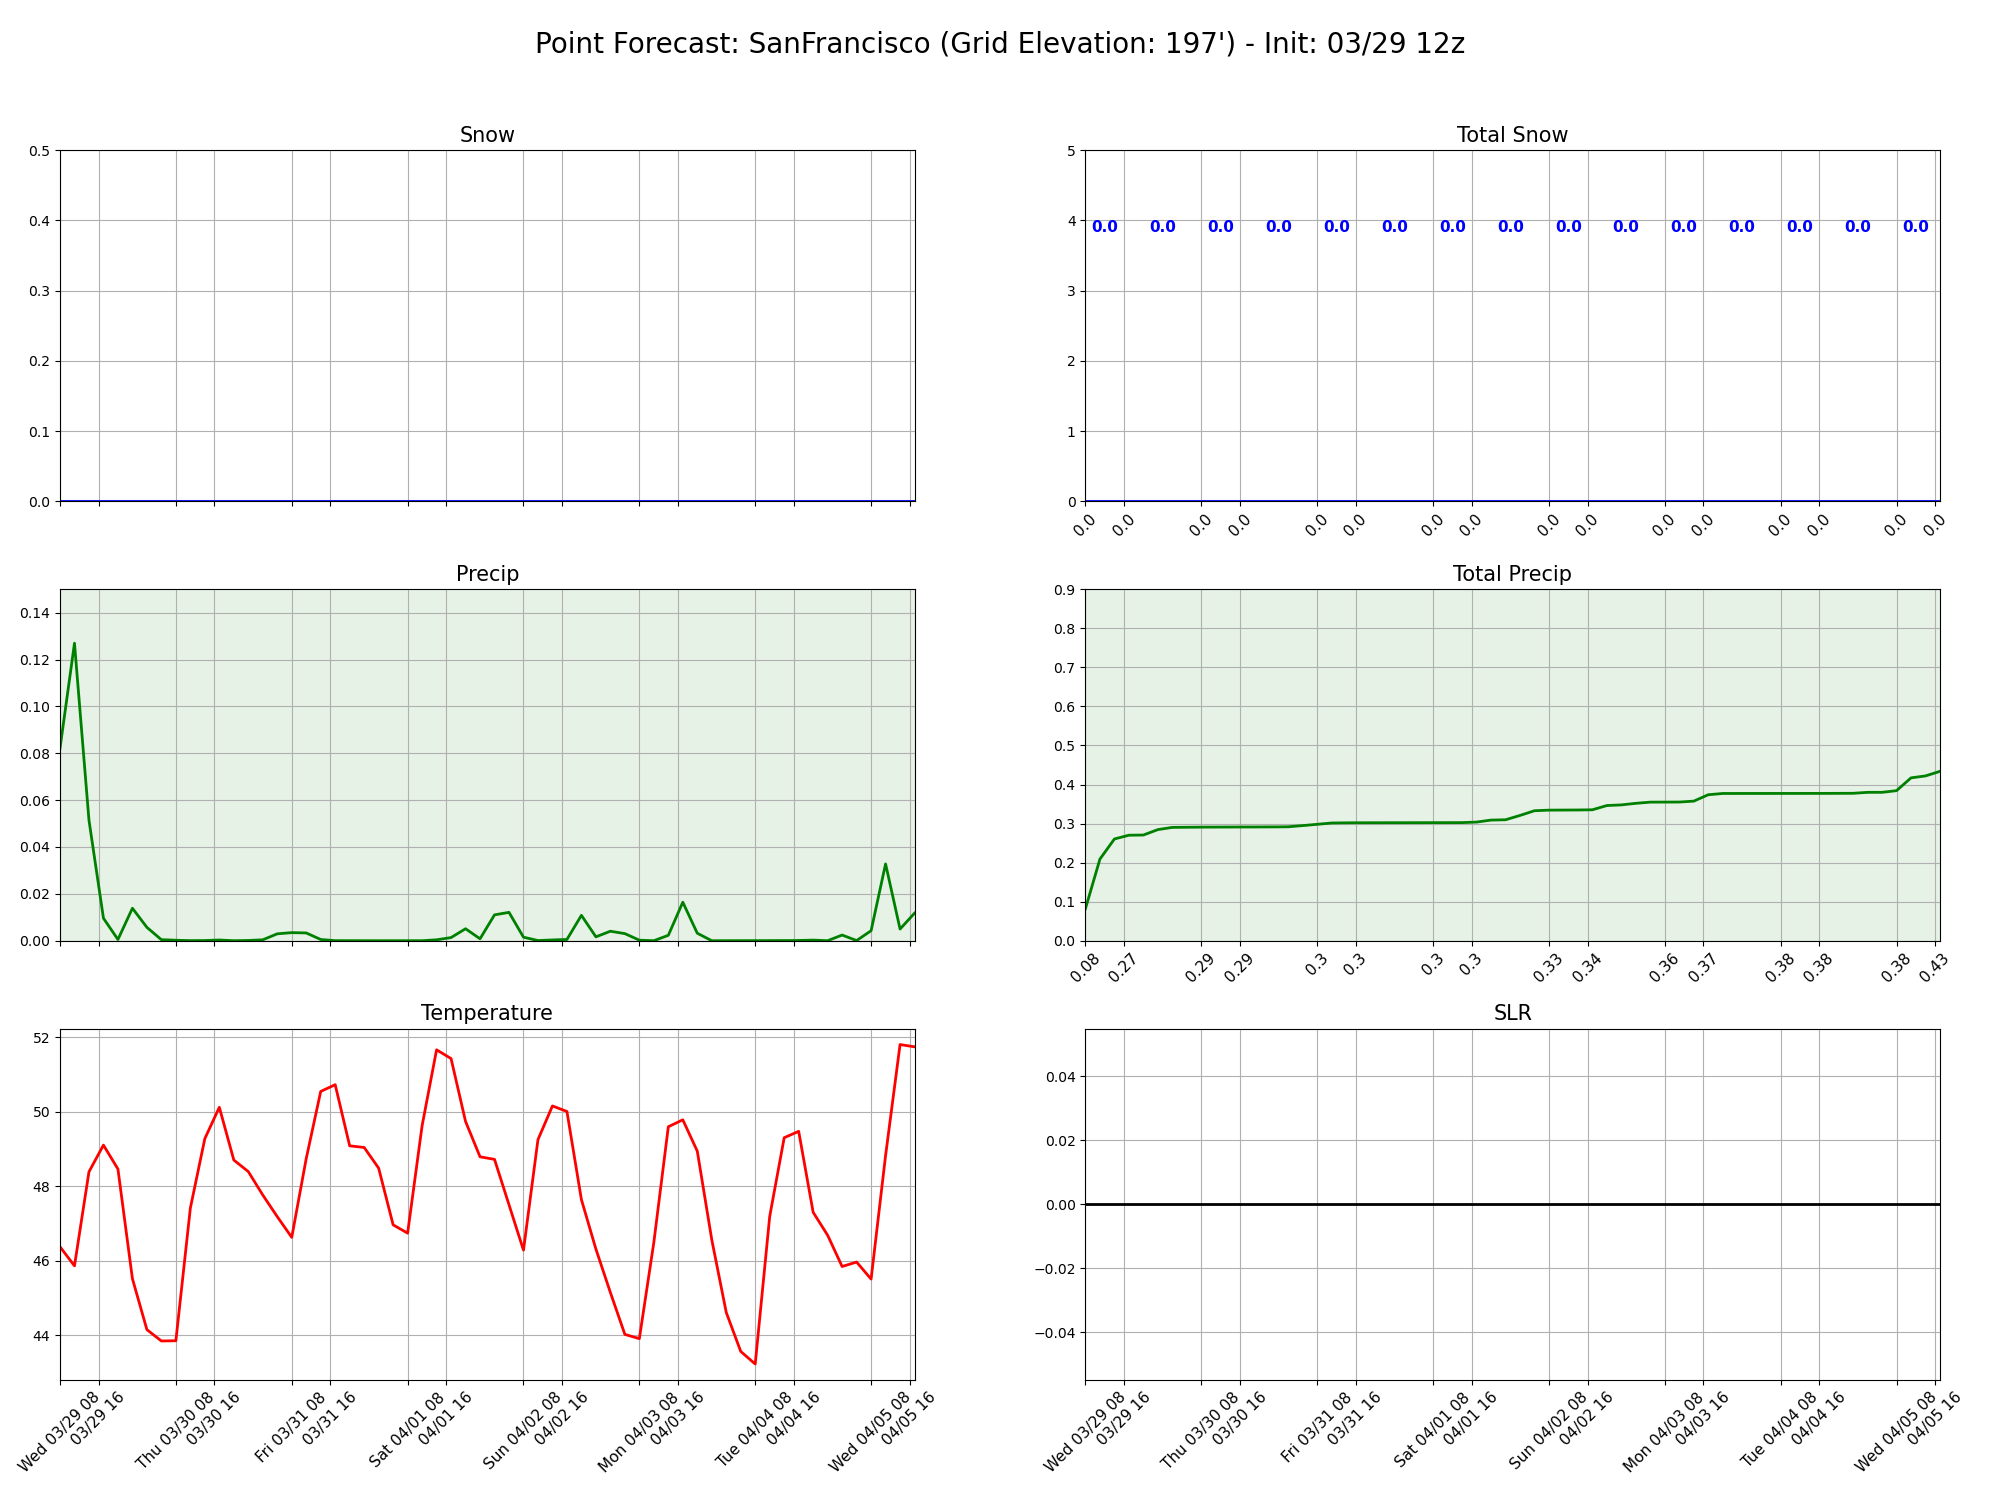 Point Forecast: SanFrancisco (Grid Elevation: 197') - Init: 03/29 12z
Snow
0.5
0.4
0.3
0.2
0.1
0.0
Total Snow
5
4
3
2
1
0
0.0 0.0 0.0 0.0 0.0 0.0 0.0 0.0 0.0 0.0 0.0 0.0 0.0 0.0 0.0
0.0 0.0 0.0 0.0 0.0 0.0 0.0 0.0 0.0 0.0 0.0 0.0 0.0 0.0 0.0 0.0
Precip
0.14
0.12
0.10
0.08
0.06
0.04
0.02
0.00
Total Precip
0.9
0.8
0.7
0.6
0.5
0.4
0.3
0.2
0.1
0.0
0.08 0.27 0.29 0.29 0.3 0.3 0.3 0.3 0.33 0.34 0.36 0.37 0.38 0.38 0.38 0.43
Temperature
52
50
48
46
44
Wed 03/29 08
03/29 16
Thu 03/30 08
03/30 16
Fri 03/31 08
03/31 16
Sat 04/01 08
04/01 16
Sun 04/02 08
04/02 16
Mon 04/03 08
04/03 16
Tue 04/04 08
04/04 16
Wed 04/05 08
04/05 16
SLR
0.04
0.02
0.00
−0.02
−0.04
Wed 03/29 08
03/29 16
Thu 03/30 08
03/30 16
Fri 03/31 08
03/31 16
Sat 04/01 08
04/01 16
Sun 04/02 08
04/02 16
Mon 04/03 08
04/03 16
Tue 04/04 08
04/04 16
Wed 04/05 08
04/05 16